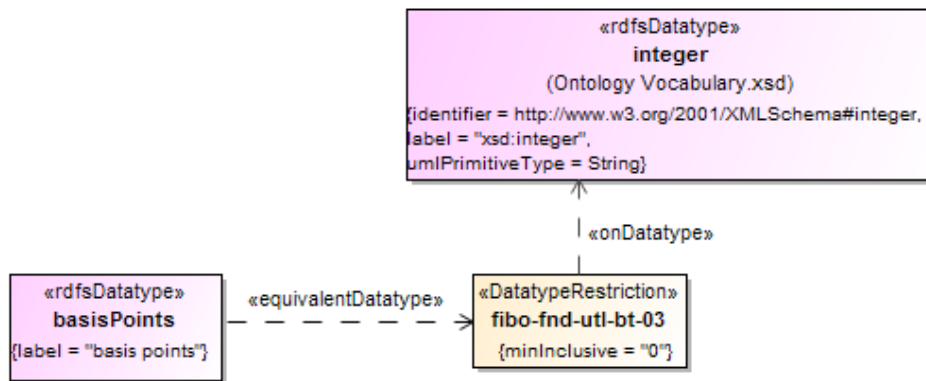 «rdfsDatatype»
integer
(Ontology Vocabulary.xsd)
{identifier = http://www.w3.org/2001/XMLSchema#integer,
label = "xsd:integer",
umlPrimitiveType = String}
«onDatatype»
«rdfsDatatype»
basisPoints
{label = "basis points"}
«equivalentDatatype»
«DatatypeRestriction»
fibo-fnd-utl-bt-03
{minInclusive = "0"}